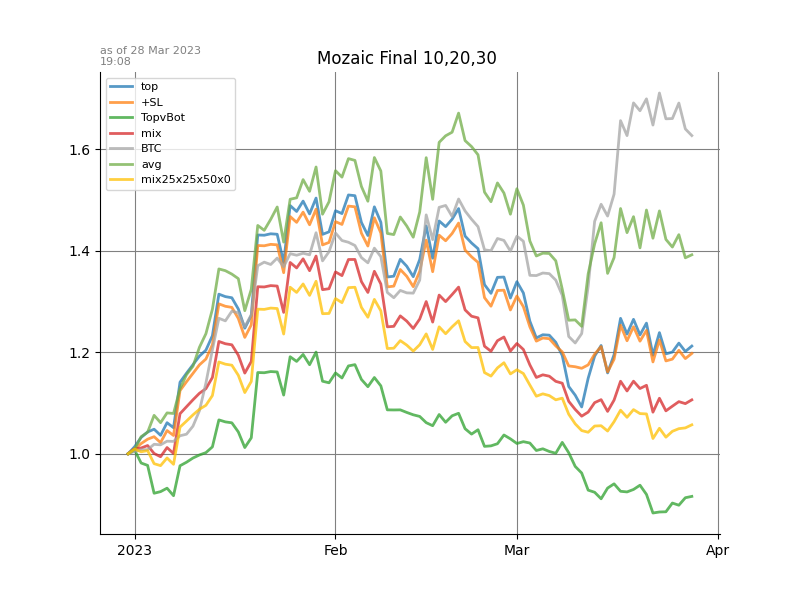 as of 28 Mar 2023
19:08
Mozaic Final 10,20,30
top
+SL
TopvBot
mix
BTC
avg
mix25x25x50x0
1.6
1.4
1.2
1.0
2023 Feb Mar Apr